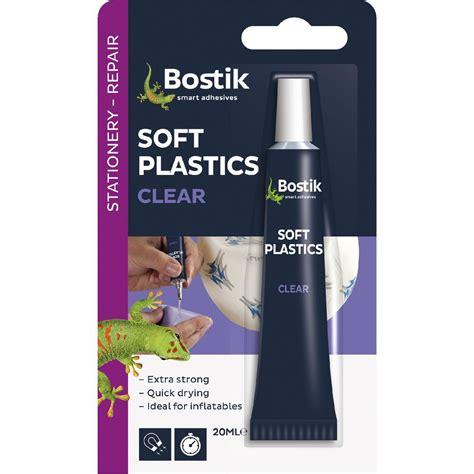 STATIONERY - REPAIR
Bostik
smart adhesives
SOFT
PLASTICS
CLEAR
Bostik
smart adhesives
SOFT
PLASTICS
CLEAR
– Extra strong
– Quick drying
– Ideal for inflatables
20ML℮